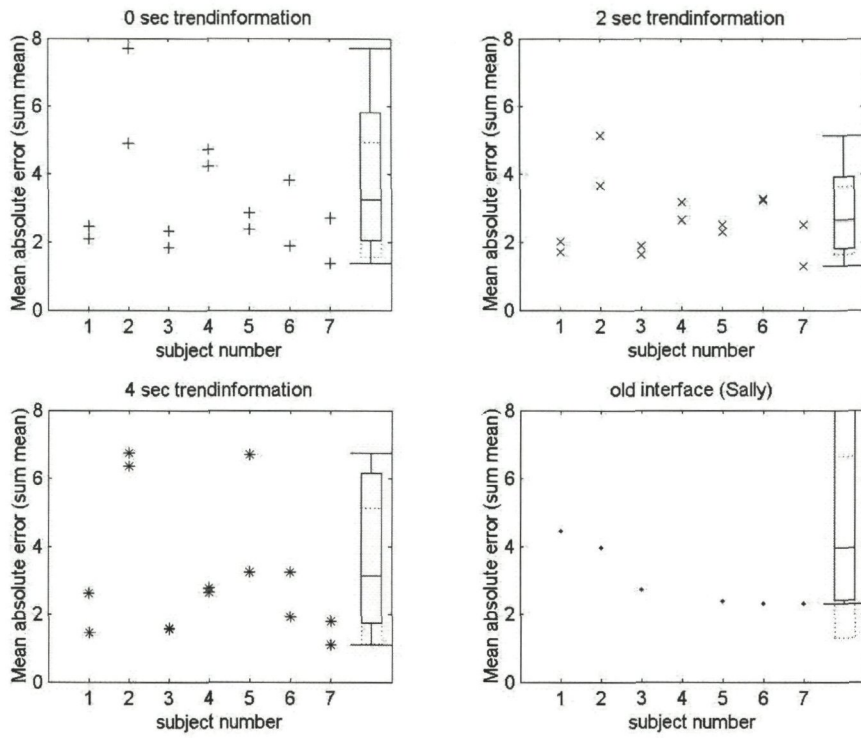 0 sec trendinformation
8
6
4
2
0
Mean absolute error (sum mean)
1 2 3 4 5 6 7
subject number
2 sec trendinformation
8
6
4
2
0
Mean absolute error (sum mean)
1 2 3 4 5 6 7
subject number
4 sec trendinformation
8
6
4
2
0
Mean absolute error (sum mean)
1 2 3 4 5 6 7
subject number
old interface (Sally)
8
6
4
2
0
Mean absolute error (sum mean)
1 2 3 4 5 6 7
subject number